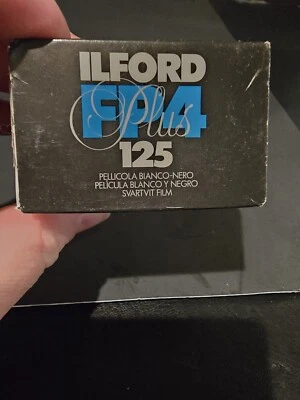 ILFORD
FP4
Plus
125
PELLICOLA BIANCO-NERO
PELÍCULA BLANCO Y NEGRO
SVARTVIT FILM